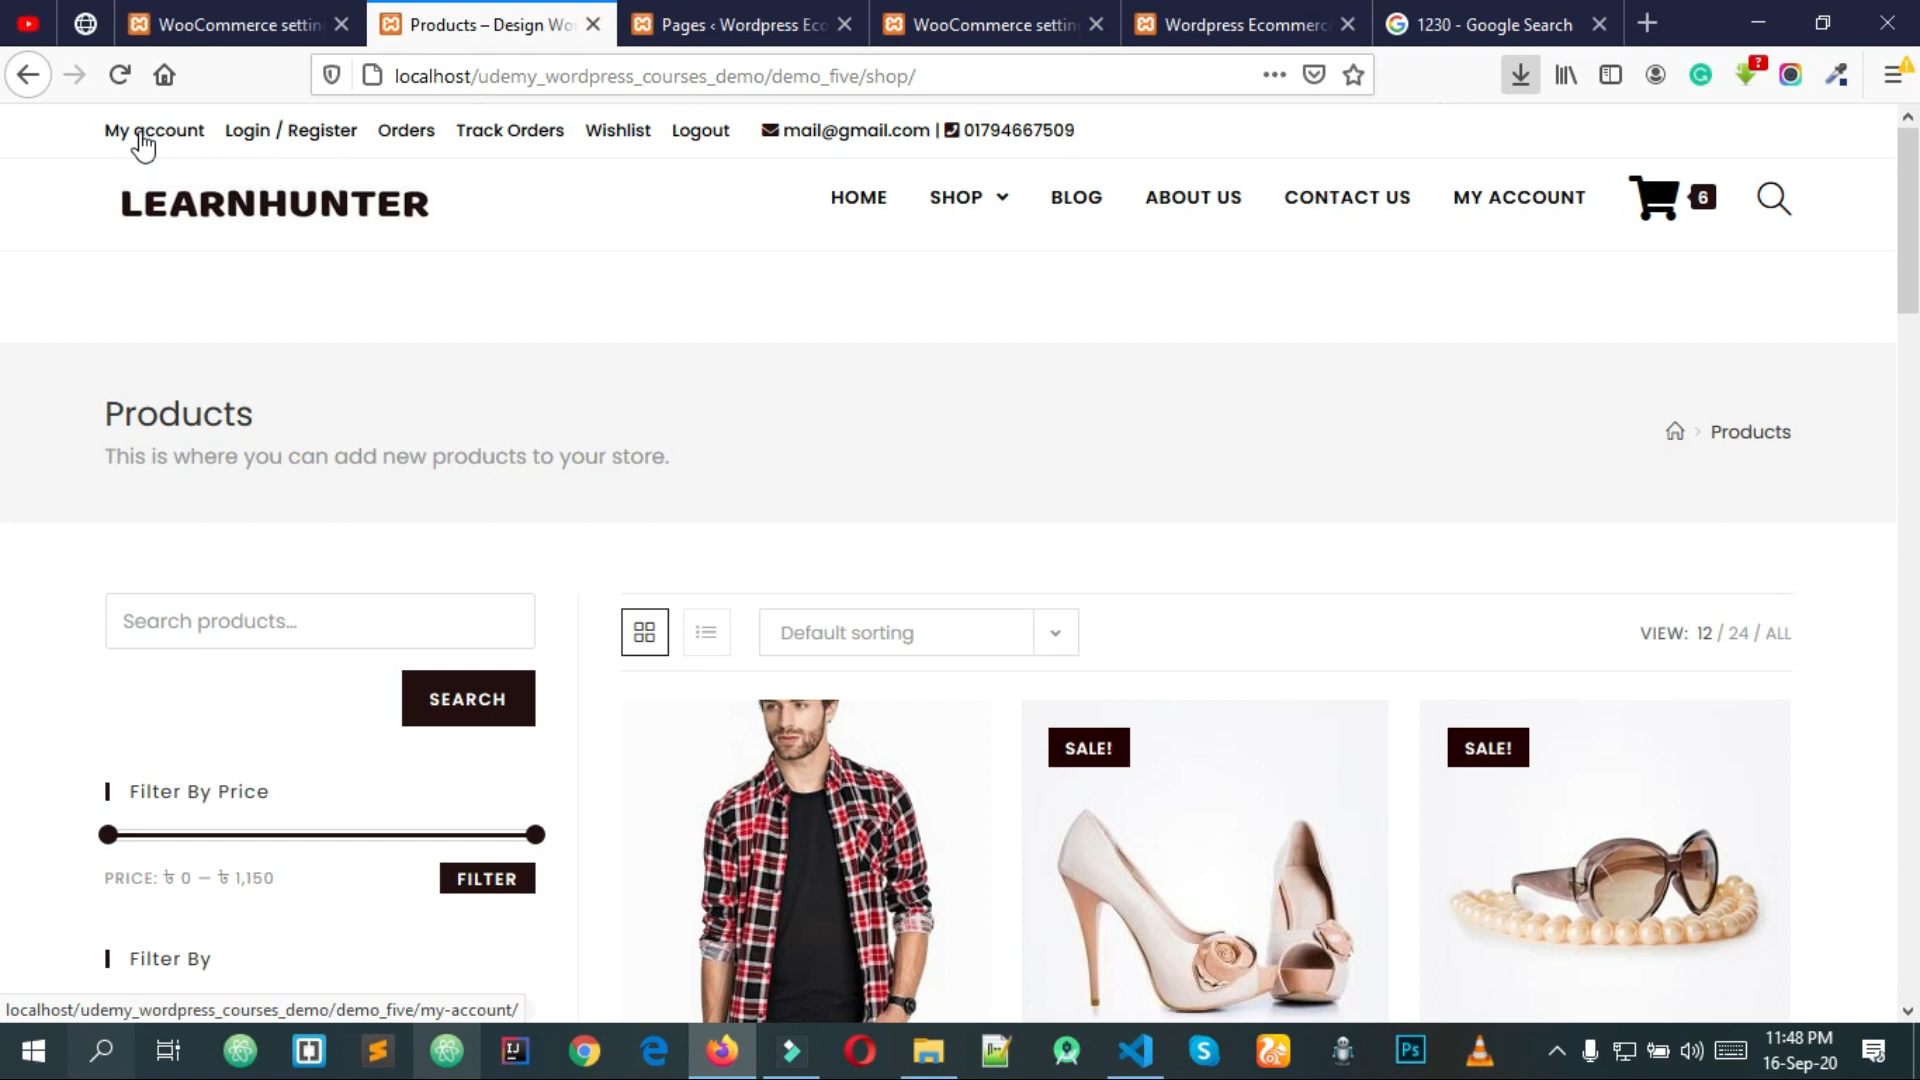 WooCommerce settin
Products – Design Wo
Pages ‹ Wordpress Eco
WooCommerce settin
Wordpress Ecommerc
1230 - Google Search
localhost/udemy_wordpress_courses_demo/demo_five/shop/
My account Login / Register Orders Track Orders Wishlist Logout mail@gmail.com | 01794667509
LEARNHUNTER
HOME SHOP BLOG ABOUT US CONTACT US MY ACCOUNT 6
Products
This is where you can add new products to your store.
Products
Search products...
Default sorting
VIEW: 12 / 24 / ALL
SEARCH
SALE!
SALE!
Filter By Price
PRICE: ৳ 0 — ৳ 1,150
FILTER
Filter By
localhost/udemy_wordpress_courses_demo/demo_five/my-account/
11:48 PM
16-Sep-20